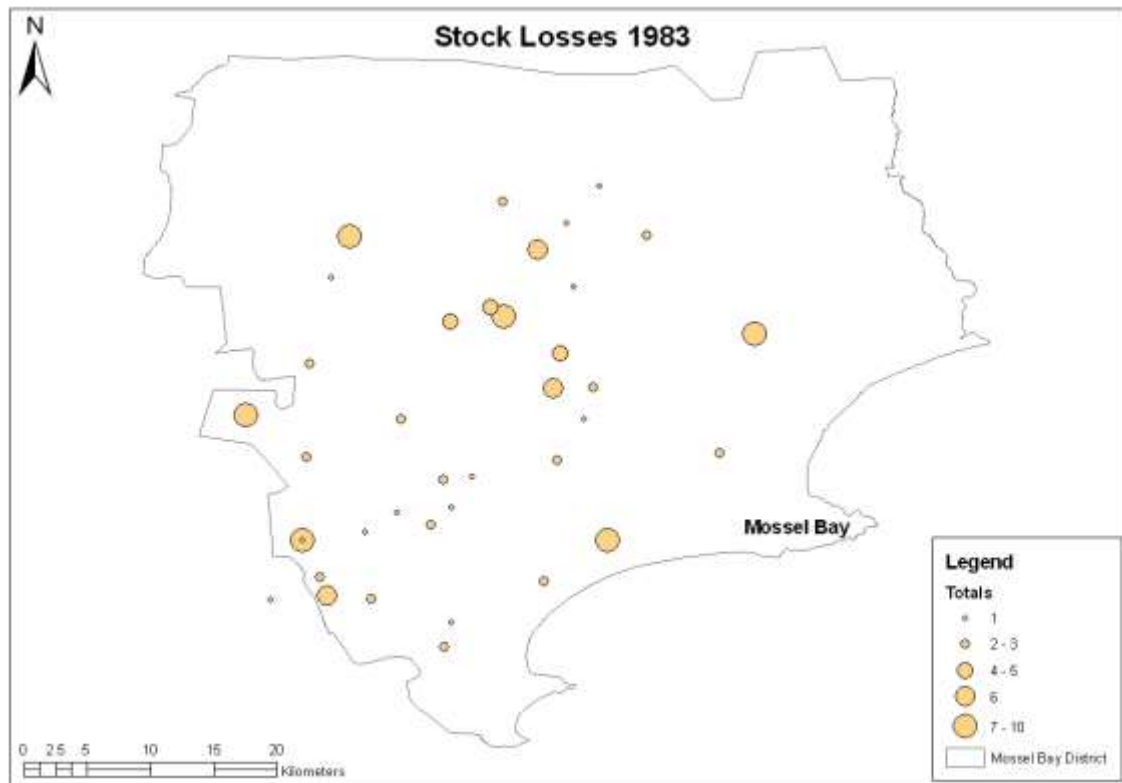 N
Stock Losses 1983
Mossel Bay
Legend
Totals
1
2 - 3
4 - 5
6
7 - 10
Mossel Bay District
0 2.5 5 10 15 20
Kilometers